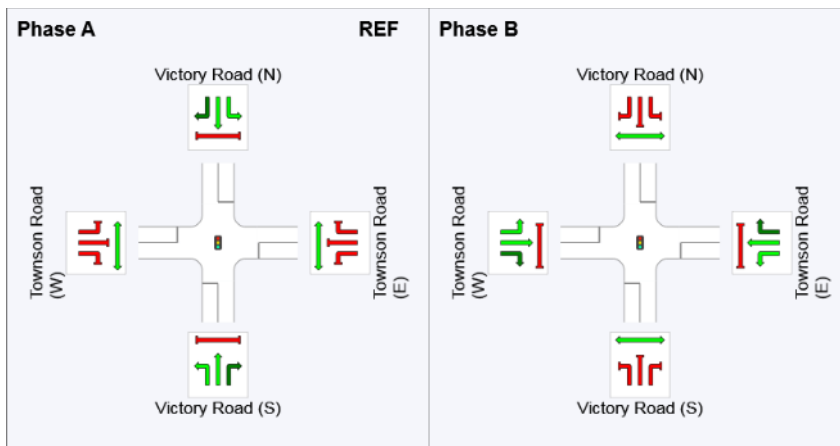 Phase A
REF
Victory Road (N)
Townson Road
(W)
Townson Road
(E)
Victory Road (S)
Phase B
Victory Road (N)
Townson Road
(W)
Townson Road
(E)
Victory Road (S)